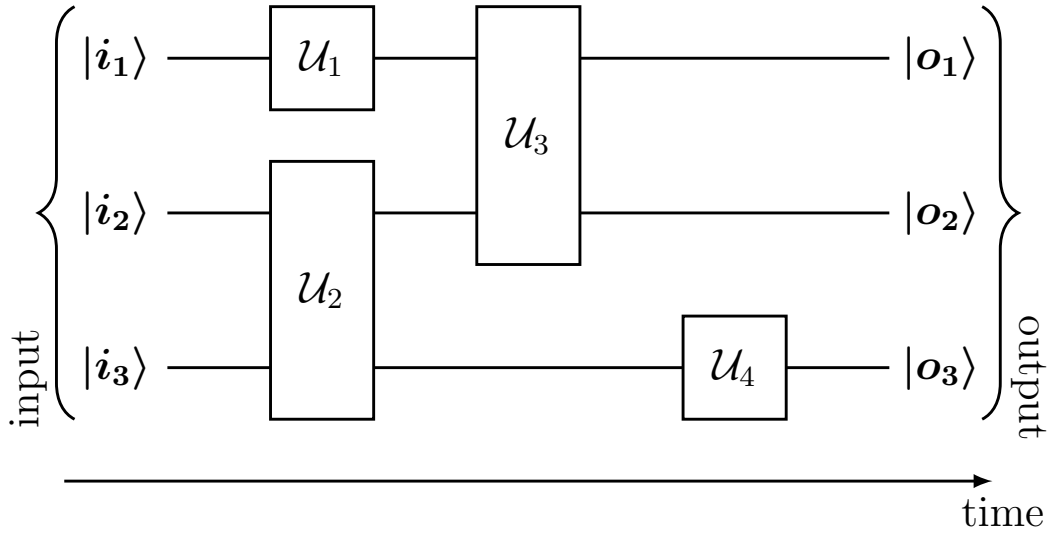 |i₁⟩ 𝒰₁ 𝒰₃ |o₁⟩
|i₂⟩ 𝒰₂ |o₂⟩
|i₃⟩ 𝒰₄ |o₃⟩
input
output
time